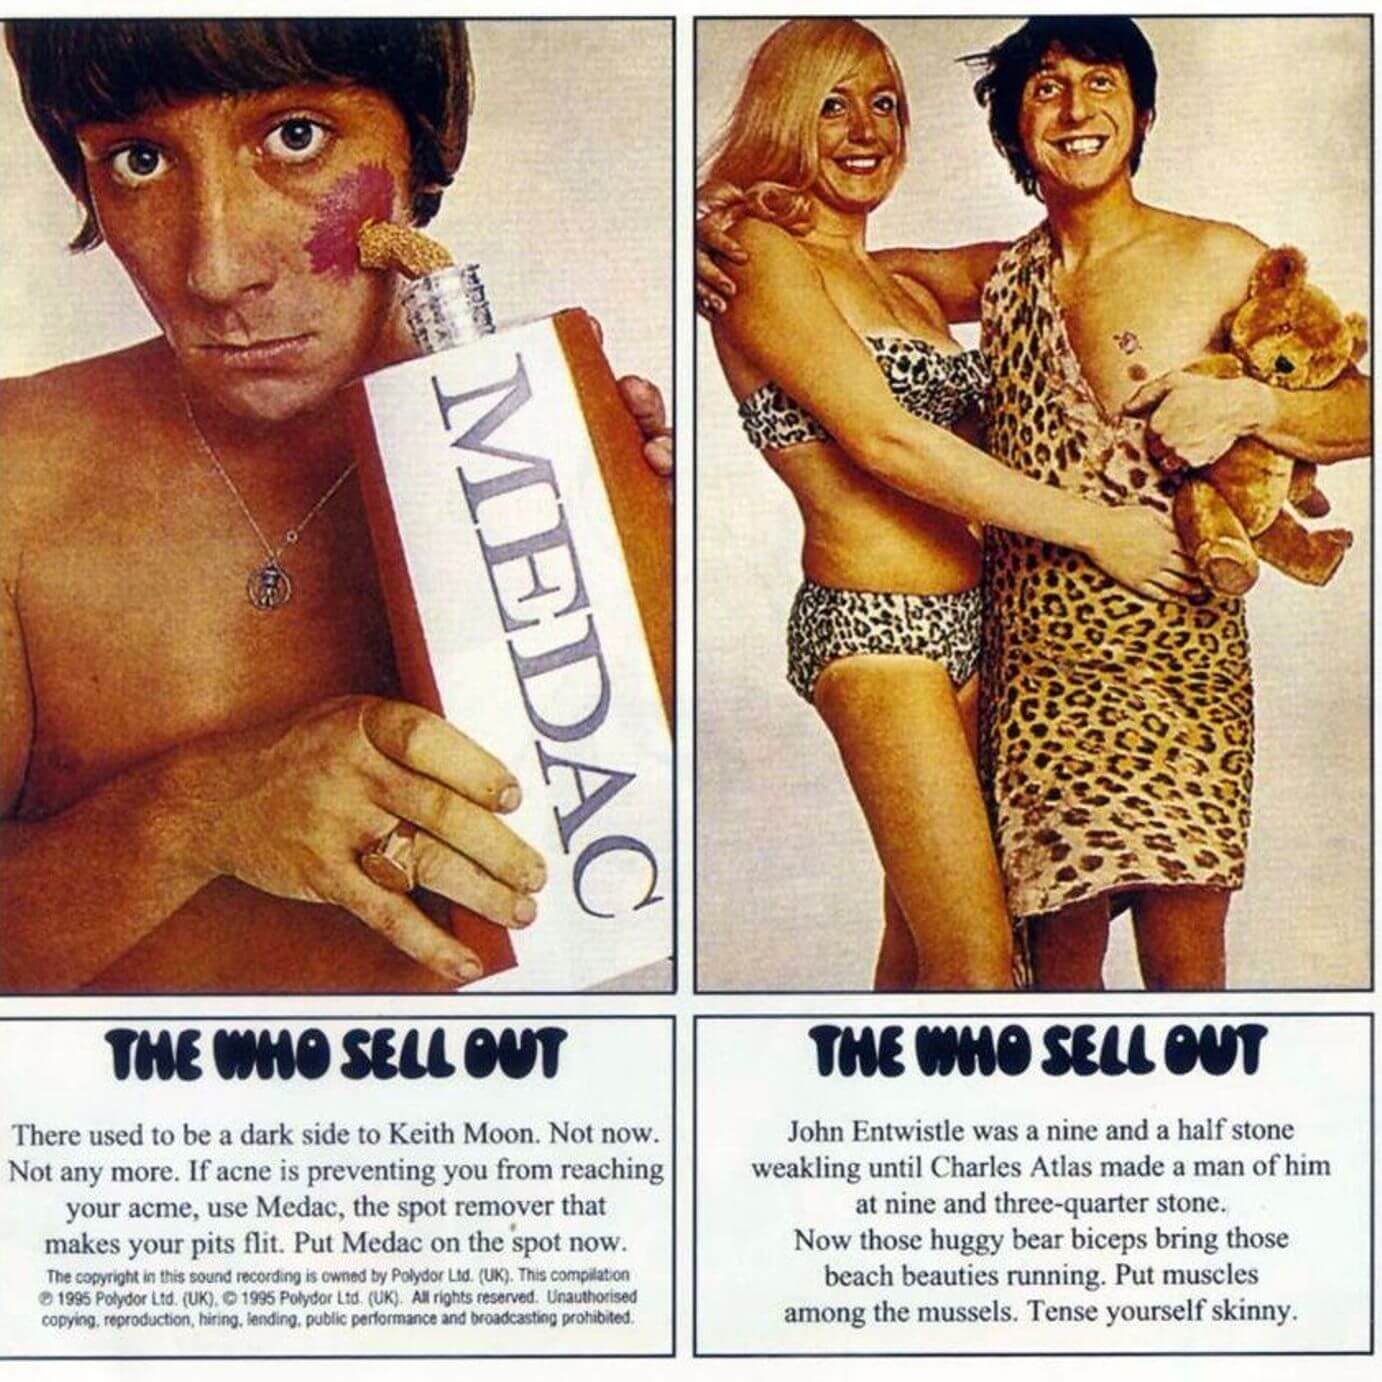 MEDAC
THE WHO SELL OUT
There used to be a dark side to Keith Moon. Not now.
Not any more. If acne is preventing you from reaching
your acme, use Medac, the spot remover that
makes your pits flit. Put Medac on the spot now.
The copyright in this sound recording is owned by Polydor Ltd. (UK). This compilation
℗ 1995 Polydor Ltd. (UK), © 1995 Polydor Ltd. (UK). All rights reserved. Unauthorised
copying, reproduction, hiring, lending, public performance and broadcasting prohibited.
THE WHO SELL OUT
John Entwistle was a nine and a half stone
weakling until Charles Atlas made a man of him
at nine and three-quarter stone.
Now those huggy bear biceps bring those
beach beauties running. Put muscles
among the mussels. Tense yourself skinny.